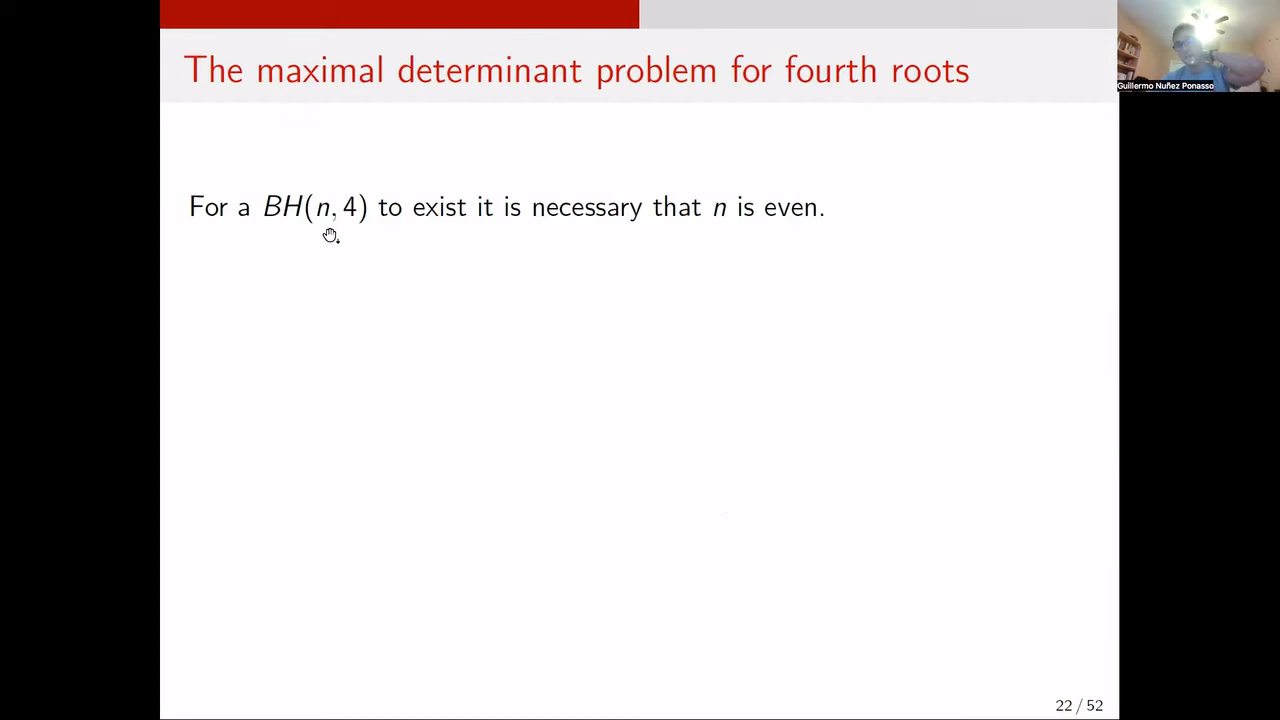 The maximal determinant problem for fourth roots
Guillermo Nuñez Ponasso
For a BH(n, 4) to exist it is necessary that n is even.
22 / 52